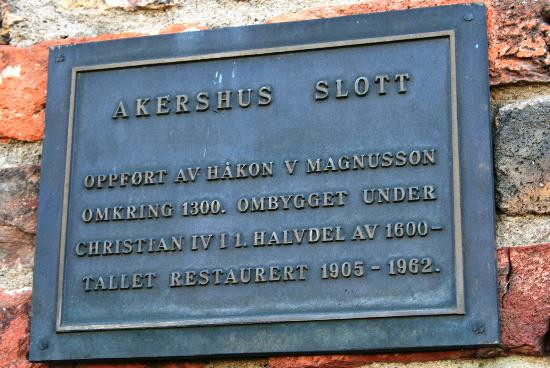 AKERSHUS SLOTT
OPPFØRT AV HÅKON V MAGNUSSON
OMKRING 1300. OMBYGGET UNDER
CHRISTIAN IV I 1. HALVDEL AV 1600-
TALLET RESTAURERT 1905 - 1962.